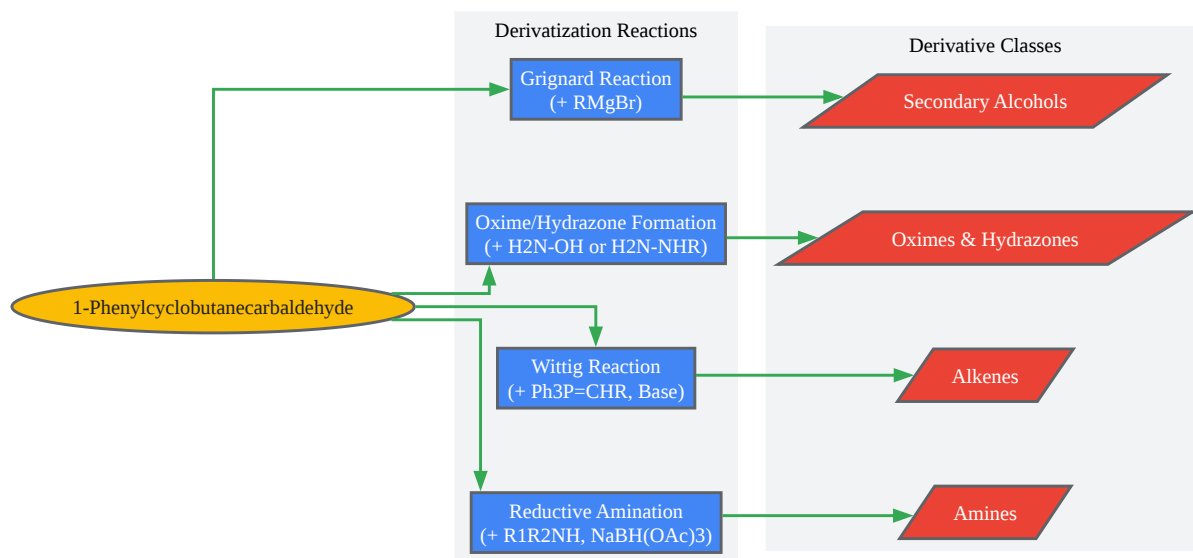 Derivatization Reactions
Derivative Classes
Grignard Reaction
(+ RMgBr)
Secondary Alcohols
Oxime/Hydrazone Formation
(+ H2N-OH or H2N-NHR)
Oximes & Hydrazones
1-Phenylcyclobutanecarbaldehyde
Wittig Reaction
(+ Ph3P=CHR, Base)
Alkenes
Reductive Amination
(+ R1R2NH, NaBH(OAc)3)
Amines